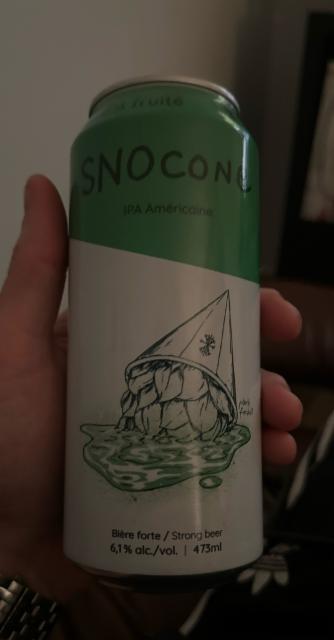 fruité
SNOCONE
IPA Américaine
Bière forte / Strong beer
6,1% alc./vol. | 473ml